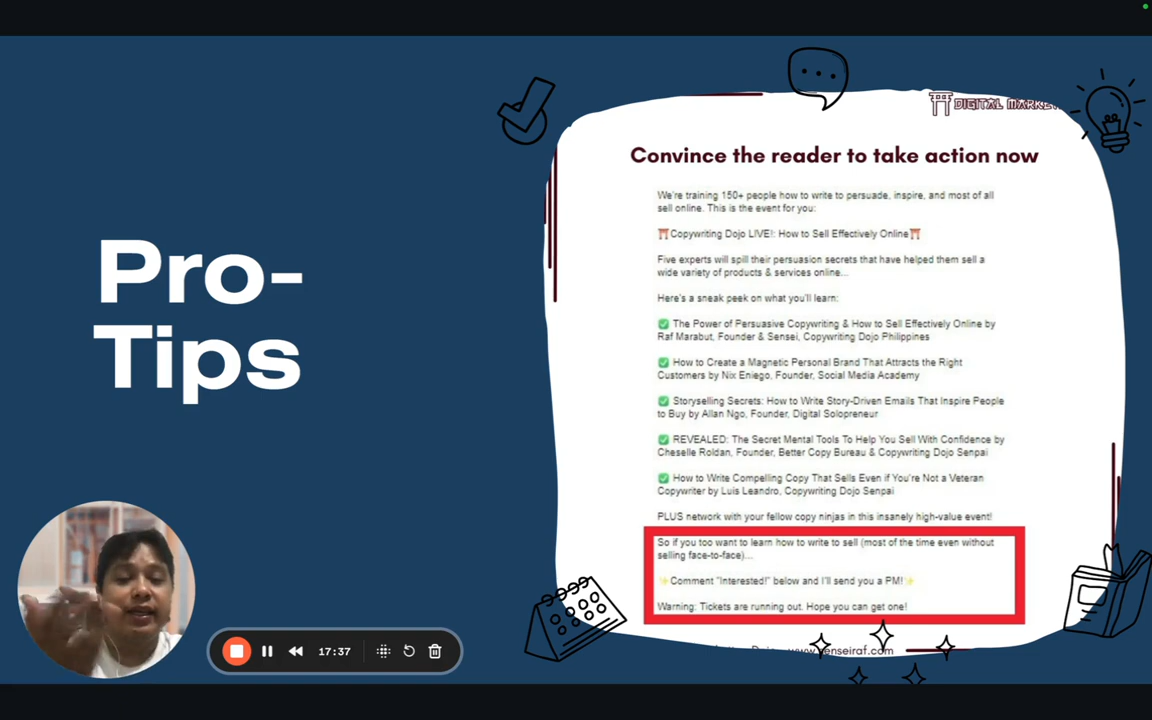 Pro-
Tips
DIGITAL MARKE
Convince the reader to take action now
We're training 150+ people how to write to persuade, inspire, and most of all
sell online. This is the event for you:
⛩️Copywriting Dojo LIVE!: How to Sell Effectively Online⛩️
Five experts will spill their persuasion secrets that have helped them sell a
wide variety of products & services online...
Here's a sneak peek on what you'll learn:
✅ The Power of Persuasive Copywriting & How to Sell Effectively Online by
Raf Marabut, Founder & Sensei, Copywriting Dojo Philippines
✅ How to Create a Magnetic Personal Brand That Attracts the Right
Customers by Nix Eniego, Founder, Social Media Academy
✅ Storyselling Secrets: How to Write Story-Driven Emails That Inspire People
to Buy by Allan Ngo, Founder, Digital Solopreneur
✅ REVEALED: The Secret Mental Tools To Help You Sell With Confidence by
Cheselle Roldan, Founder, Better Copy Bureau & Copywriting Dojo Senpai
✅ How to Write Compelling Copy That Sells Even if You're Not a Veteran
Copywriter by Luis Leandro, Copywriting Dojo Senpai
PLUS network with your fellow copy ninjas in this insanely high-value event!
So if you too want to learn how to write to sell (most of the time even without
selling face-to-face)...
✨Comment "Interested!" below and I'll send you a PM!✨
Warning: Tickets are running out. Hope you can get one!
17:37